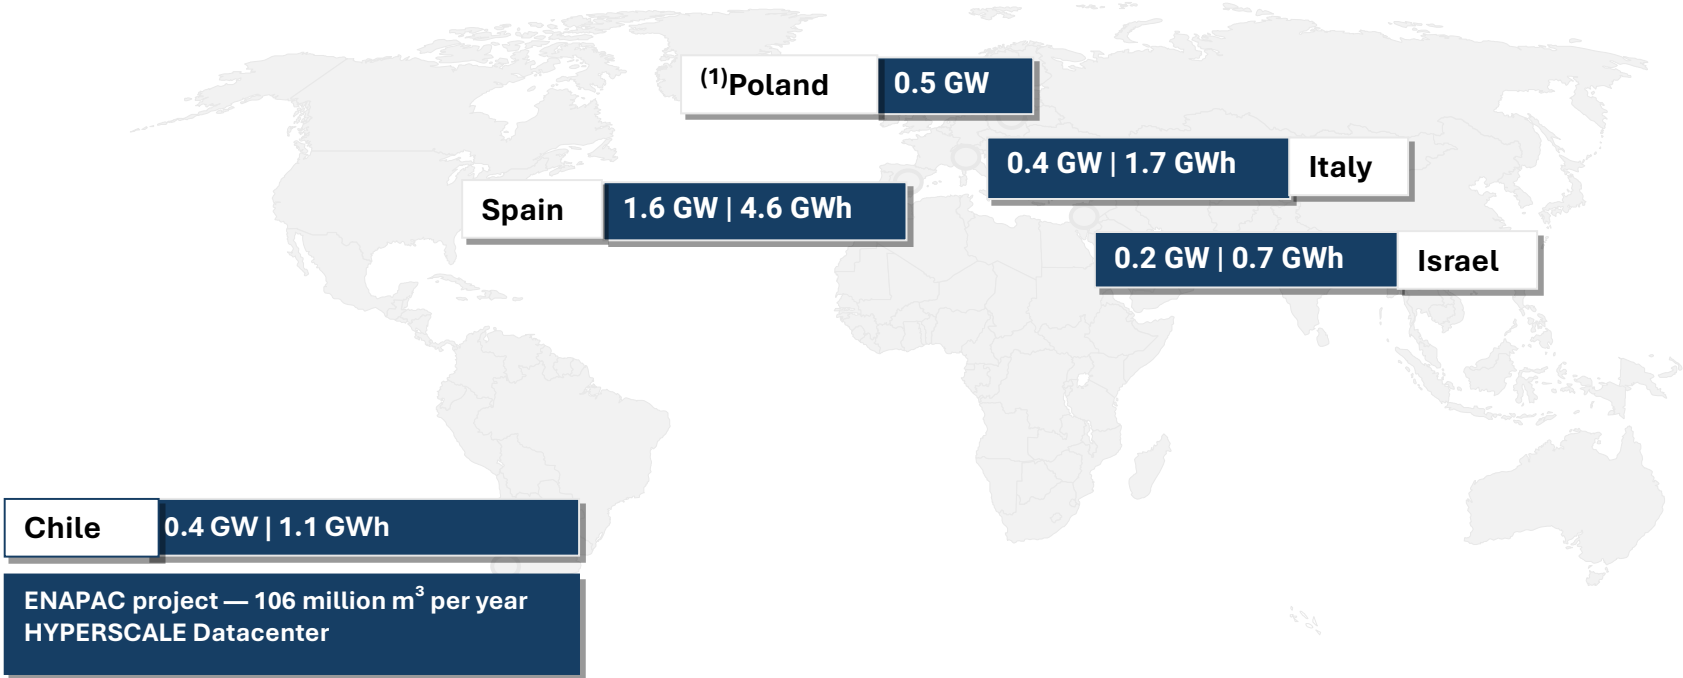 (1)Poland 0.5 GW
0.4 GW | 1.7 GWh Italy
Spain 1.6 GW | 4.6 GWh
0.2 GW | 0.7 GWh Israel
Chile 0.4 GW | 1.1 GWh
ENAPAC project — 106 million m³ per year
HYPERSCALE Datacenter